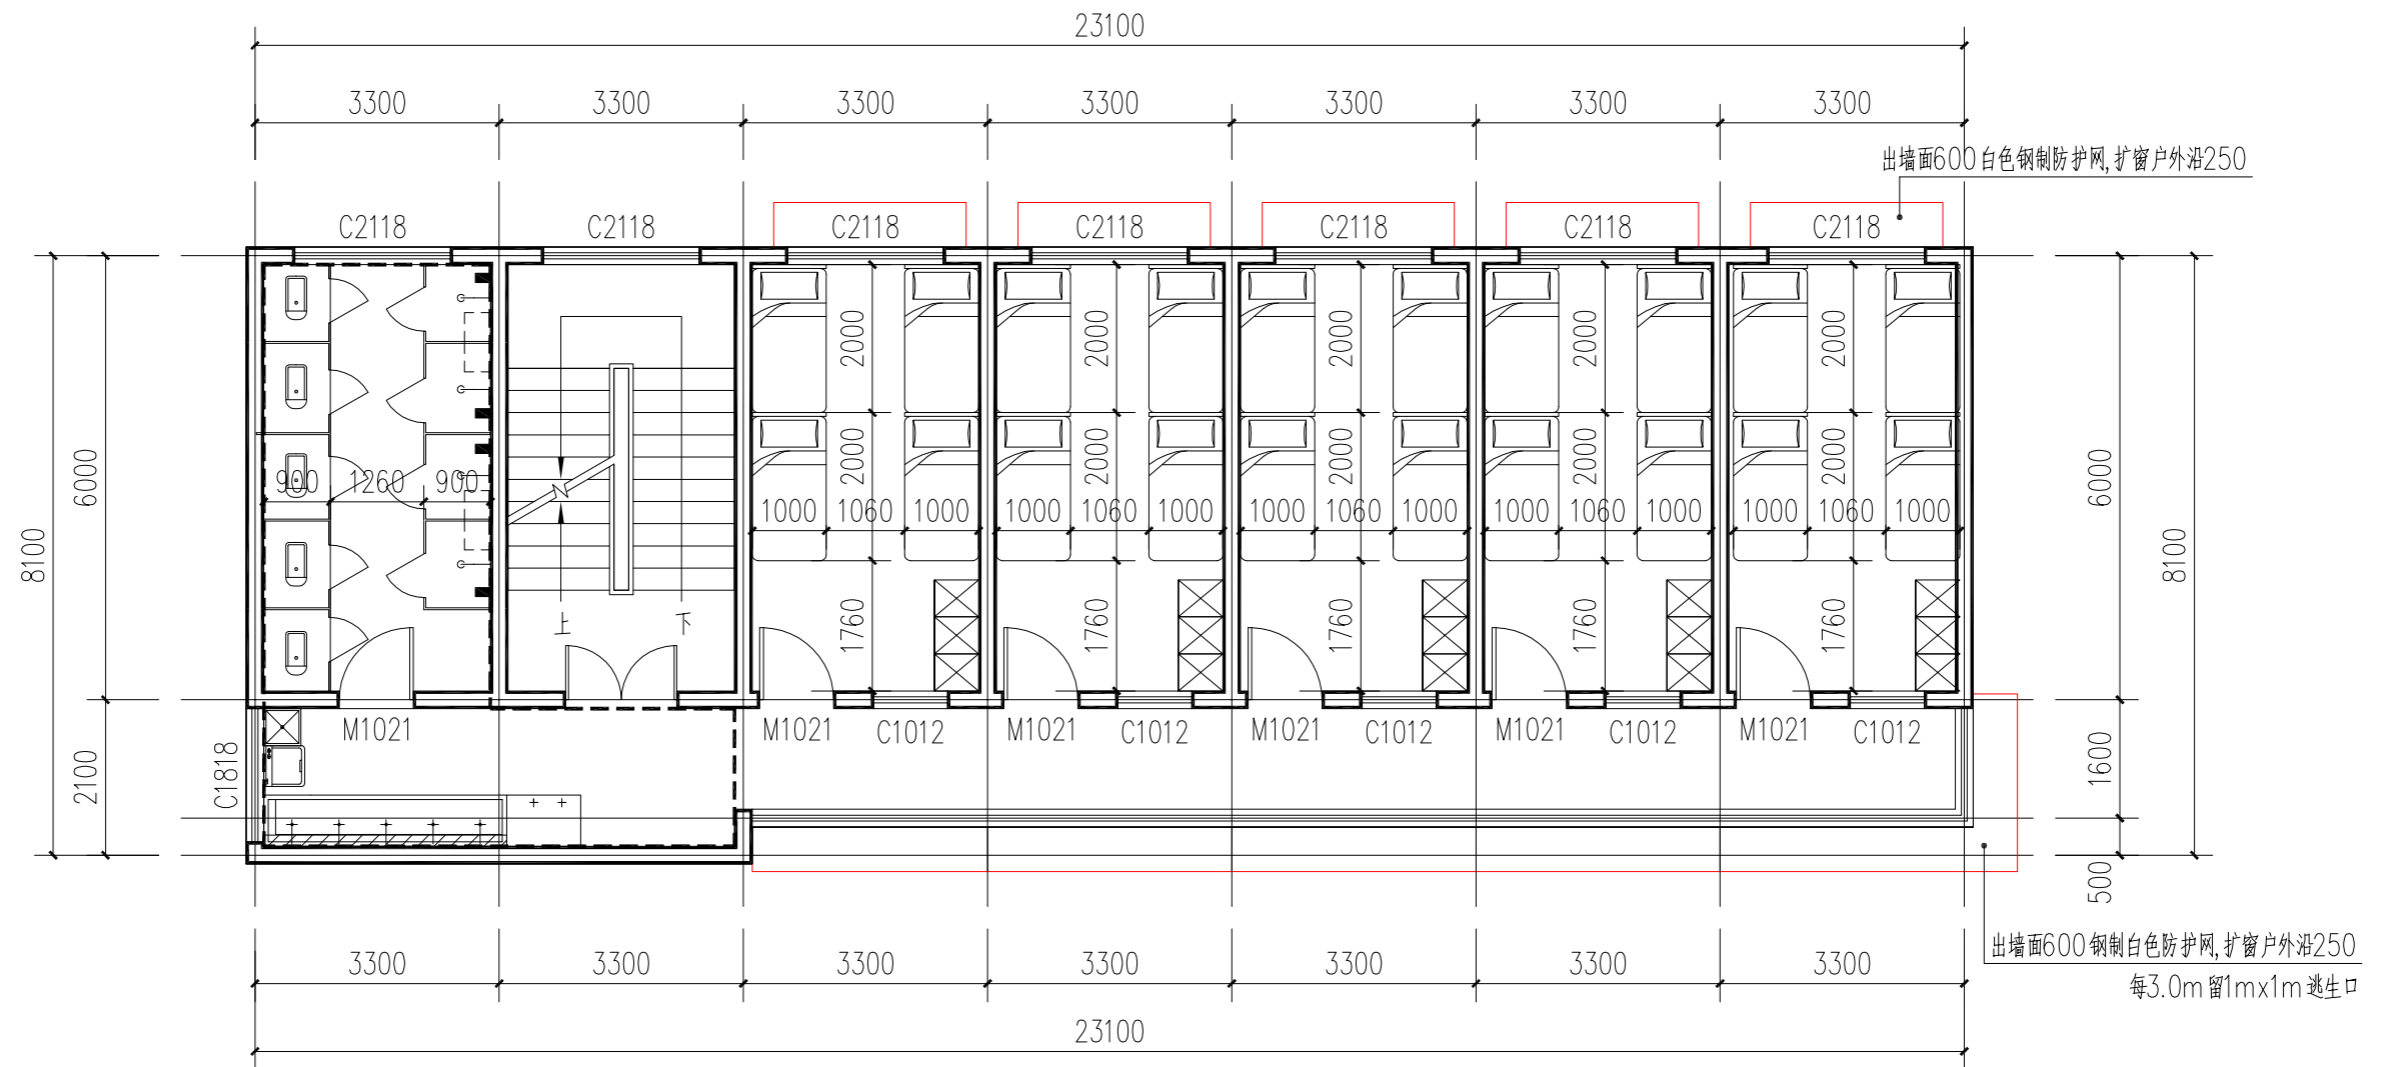 23100
3300 3300 3300 3300 3300 3300 3300
出墙面600白色钢制防护网,扩窗户外沿250
C2118 C2118 C2118 C2118 C2118 C2118 C2118
2000 2000 2000 2000 2000
6000
8100
2000 2000 2000 2000 2000
6000
8100
900 1260 900
1000 1060 1000 1000 1060 1000 1000 1060 1000 1000 1060 1000 1000 1060 1000
N
上 下
1760 1760 1760 1760 1760
M1021 M1021 C1012 M1021 C1012 M1021 C1012 M1021 C1012 M1021 C1012
2100
C1818
1600
500
出墙面600钢制白色防护网,扩窗户外沿250
每3.0m留1mx1m逃生口
3300 3300 3300 3300 3300 3300 3300
23100